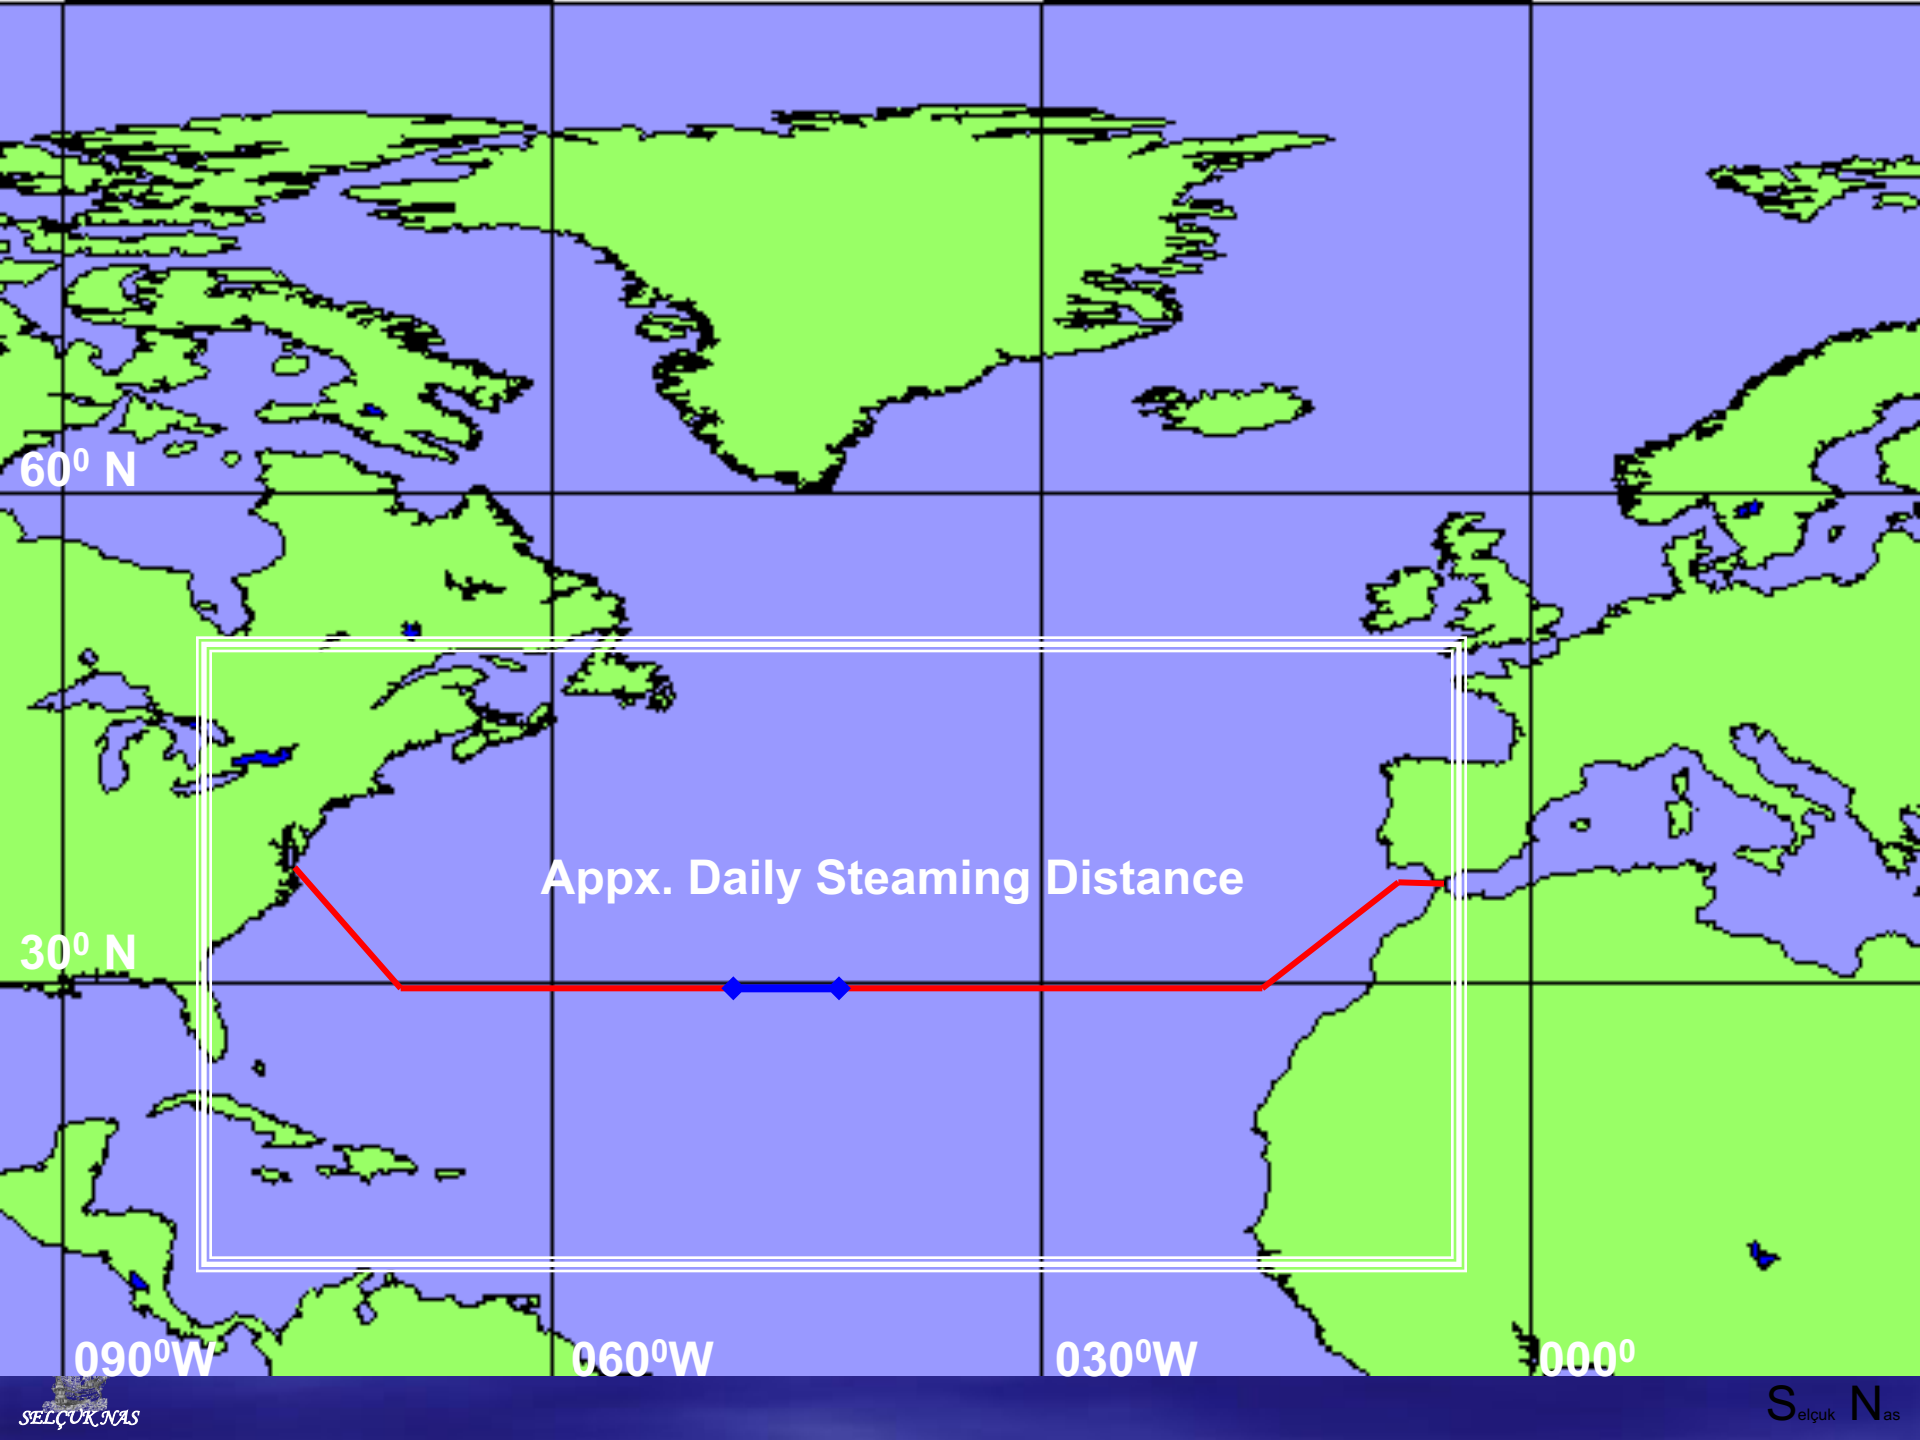 60⁰ N
Appx. Daily Steaming Distance
30⁰ N
090⁰W 060⁰W 030⁰W 000⁰
SELÇUK NAS
Selçuk Nas